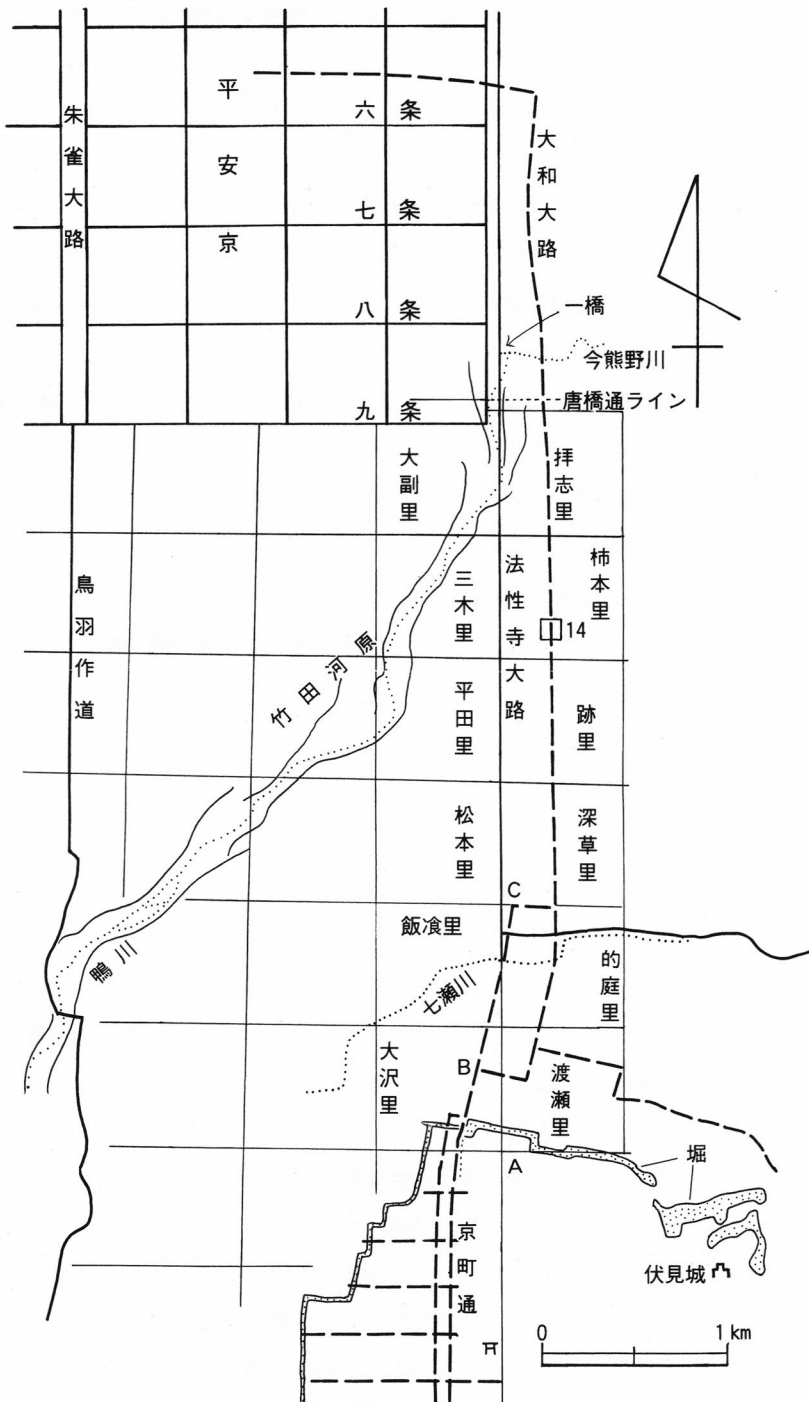 平安京
朱雀大路
六条
七条
八条
九条
大和大路
一橋
今熊野川
唐橋通ライン
大副里
拝志里
鳥羽作道
三木里
法性寺大路
柿本里
14
竹田河原
平田里
跡里
松本里
深草里
C
飯飡里
的庭里
鴨川
七瀬川
大沢里
B
渡瀬里
A
堀
京町通
伏見城
0
1km